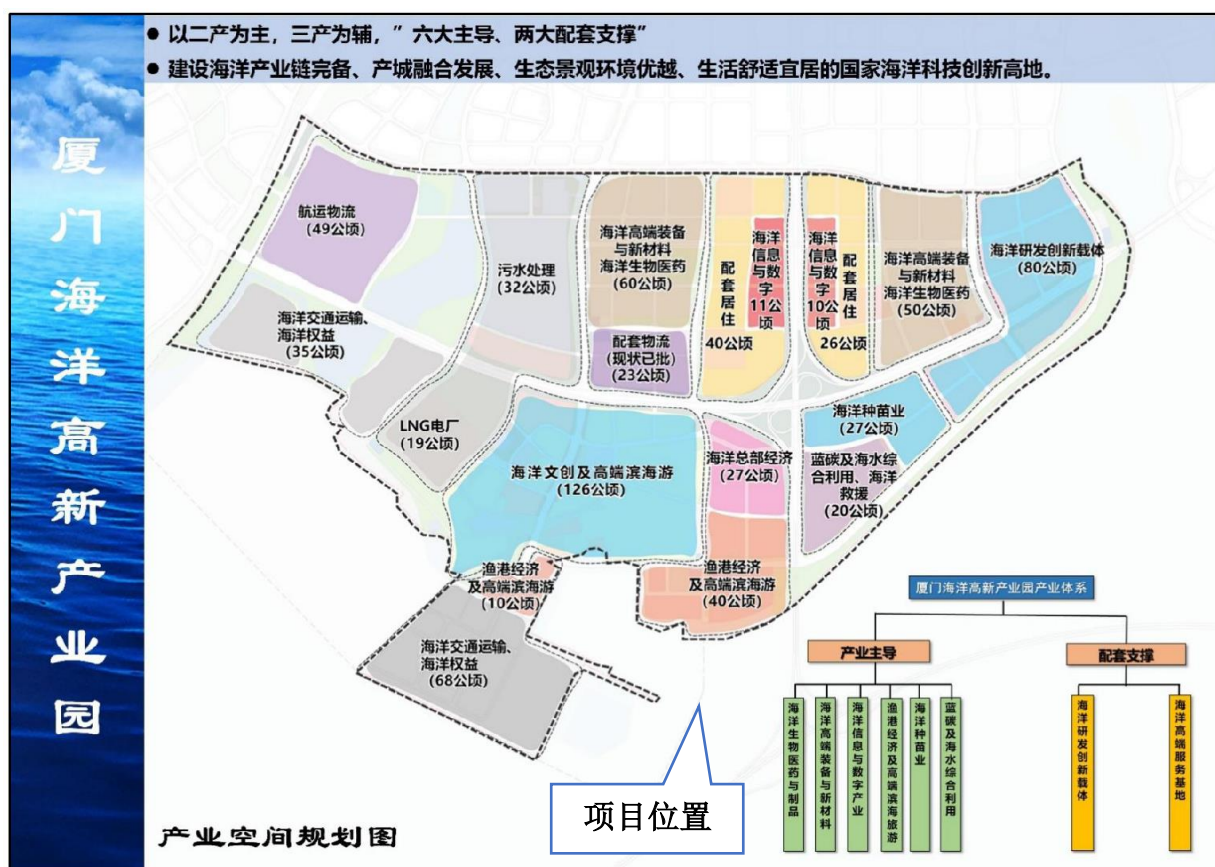 ● 以二产为主，三产为辅，”六大主导、两大配套支撑”
● 建设海洋产业链完备、产城融合发展、生态景观环境优越、生活舒适宜居的国家海洋科技创新高地。
厦门海洋高新产业园
航运物流
(49公顷)
污水处理
(32公顷)
海洋高端装备
与新材料
海洋生物医药
(60公顷)
配套居住
40公顷
海洋信息与数字
11公顷
海洋信息与数字
10公顷
配套居住
26公顷
海洋高端装备
与新材料
海洋生物医药
(50公顷)
海洋研发创新载体
(80公顷)
海洋交通运输、
海洋权益
(35公顷)
配套物流
(现状已批)
(23公顷)
LNG电厂
(19公顷)
海洋文创及高端滨海游
(126公顷)
海洋总部经济
(27公顷)
海洋种苗业
(27公顷)
蓝碳及海水综
合利用、海洋
救援
(20公顷)
渔港经济
及高端滨海游
(10公顷)
渔港经济
及高端滨海游
(40公顷)
海洋交通运输、
海洋权益
(68公顷)
项目位置
厦门海洋高新产业园产业体系
产业主导
配套支撑
海洋生物医药与制品
海洋高端装备与新材料
海洋信息与数字产业
渔港经济及高端滨海旅游
海洋种苗业
蓝碳及海水综合利用
海洋研发创新载体
海洋高端服务基地
产业空间规划图